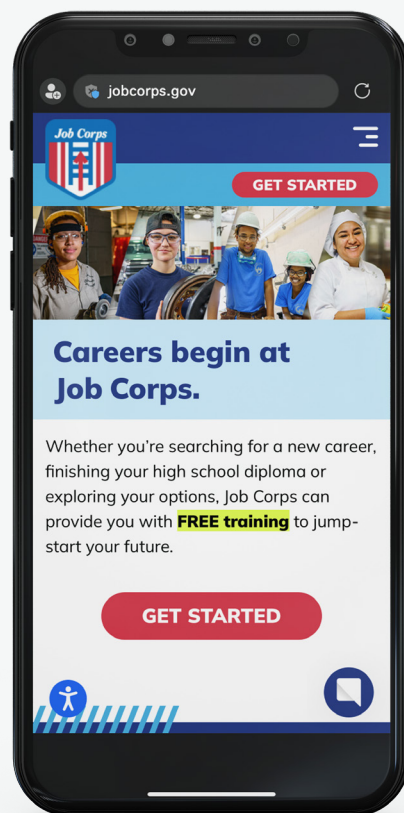 jobcorps.gov
Job Corps
GET STARTED
Careers begin at
Job Corps.
Whether you’re searching for a new career,
finishing your high school diploma or
exploring your options, Job Corps can
provide you with FREE training to jump-
start your future.
GET STARTED